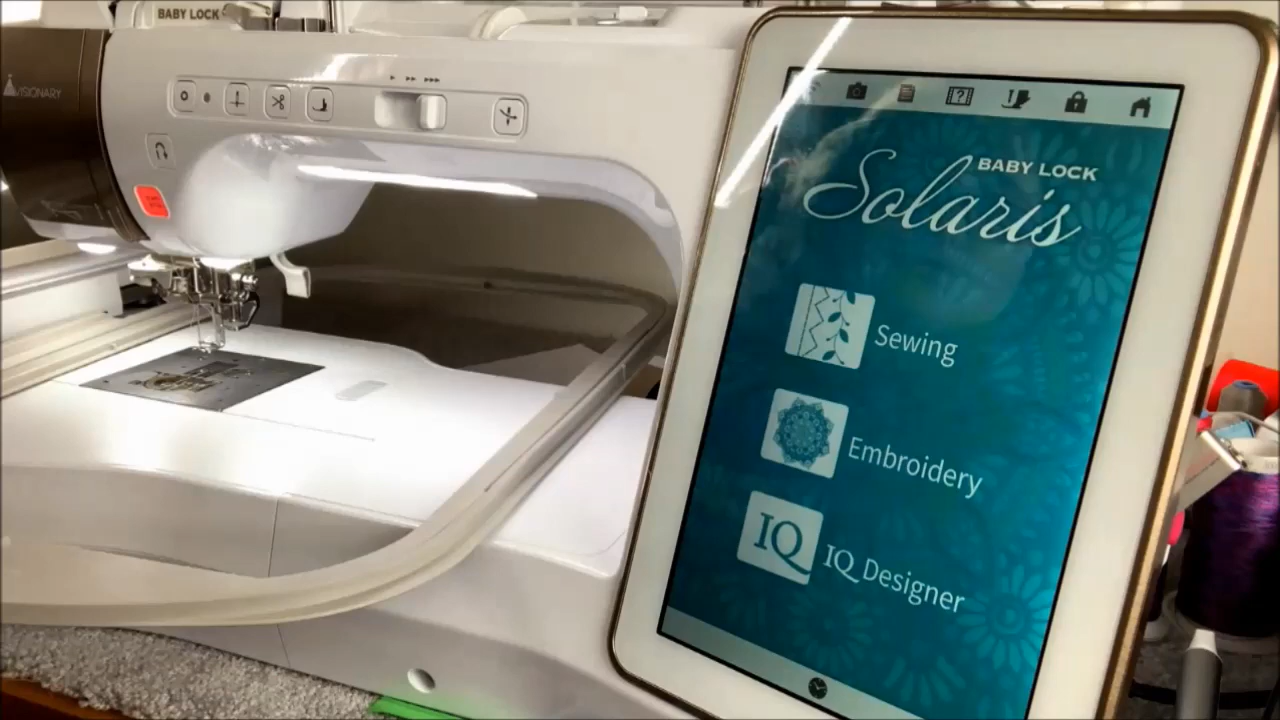 BABY LOCK
VISIONARY
BABY LOCK
Solaris
Sewing
Embroidery
IQ
IQ Designer